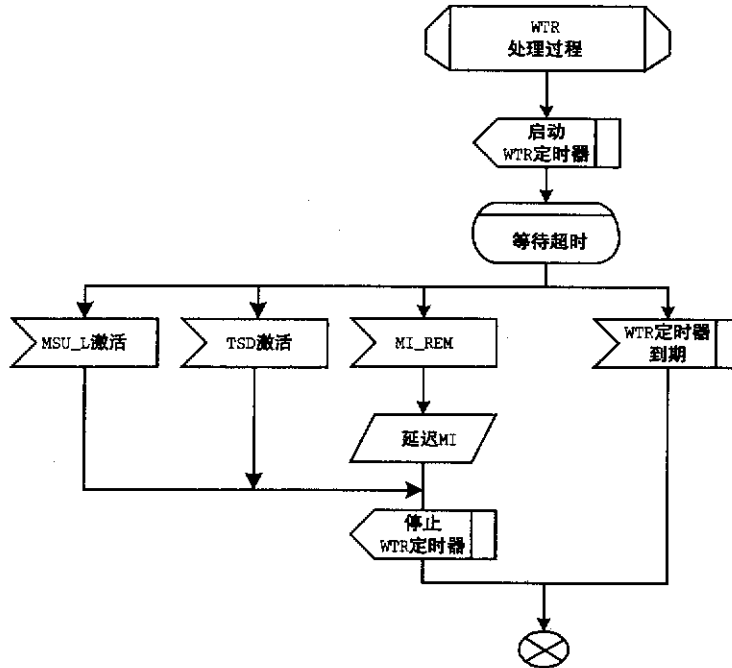 WTR
处理过程
启动
WTR定时器
等待超时
MSU_L激活
TSD激活
MI_REM
WTR定时器
到期
延迟MI
停止
WTR定时器